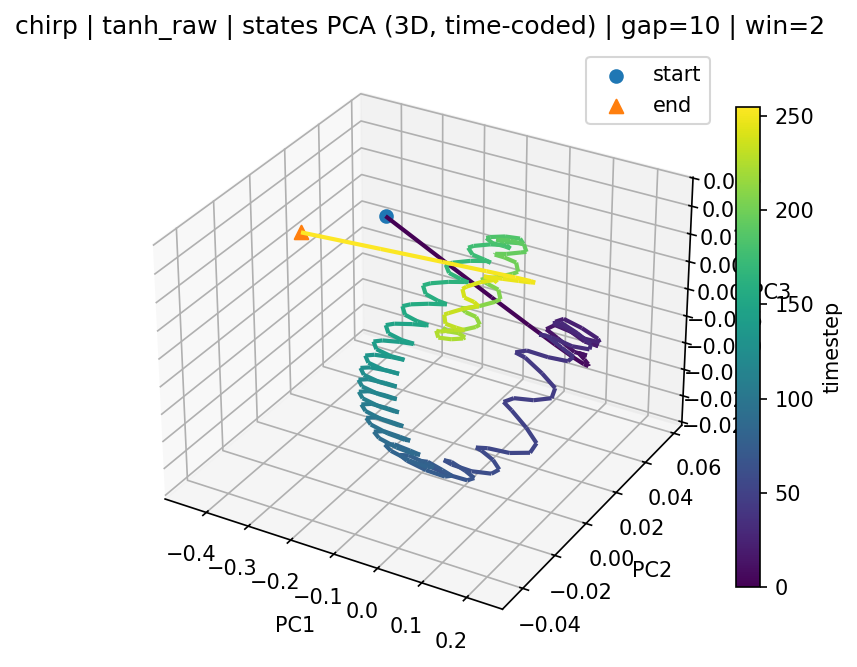 chirp | tanh_raw | states PCA (3D, time-coded) | gap=10 | win=2
start
end
250
200
150
100
50
0
timestep
PC3
0.06
0.04
0.02
0.00
−0.02
−0.04
PC2
−0.4
−0.3
−0.2
−0.1
0.0
0.1
0.2
PC1